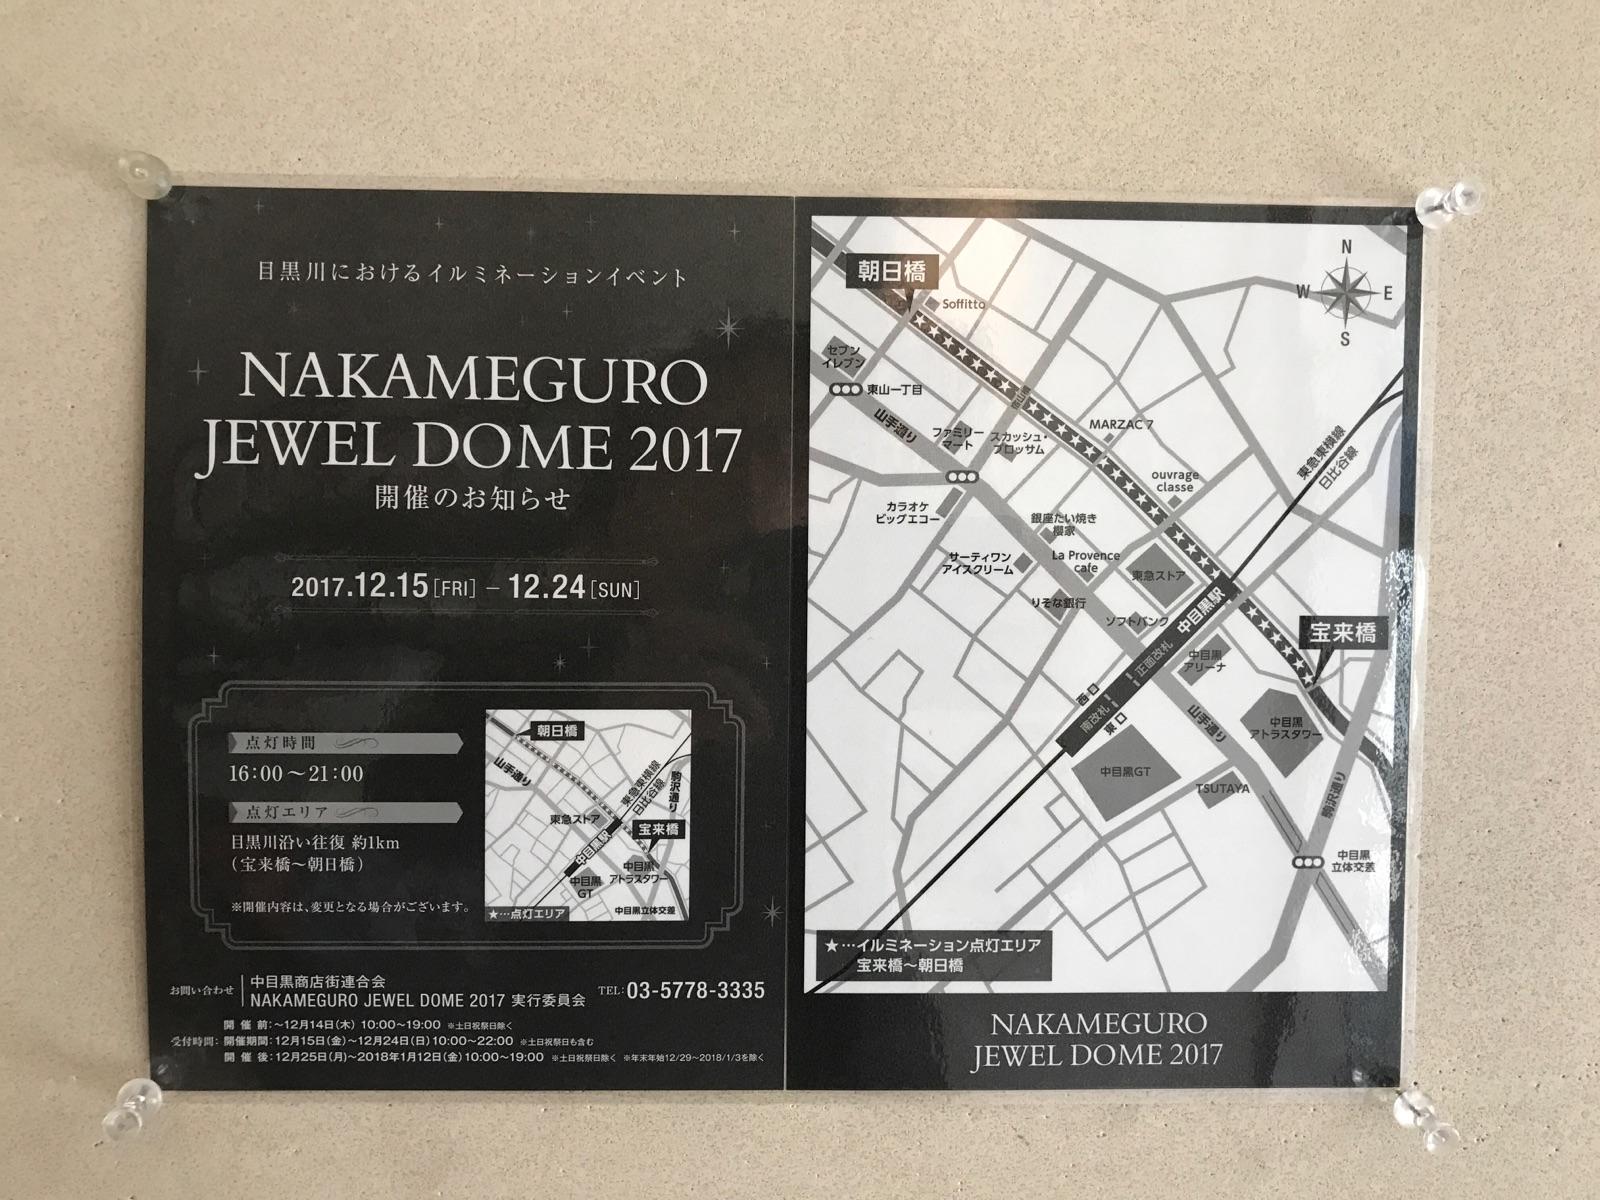 目黒川におけるイルミネーションイベント
NAKAMEGURO
JEWEL DOME 2017
開催のお知らせ
2017.12.15[FRI] – 12.24[SUN]
点灯時間
16:00〜21:00
点灯エリア
目黒川沿い往復 約1km
（宝来橋〜朝日橋）
※開催内容は、変更となる場合がございます。
朝日橋
山手通り
東急東横線
日比谷線
駒沢通り
東急ストア
宝来橋
中目黒駅
中目黒
アトラスタワー
中目黒
GT
★…点灯エリア
中目黒立体交差
お問い合わせ
中目黒商店街連合会
NAKAMEGURO JEWEL DOME 2017 実行委員会
TEL:03-5778-3335
受付時間:
開 催 前:〜12月14日(木) 10:00〜19:00 ※土日祝祭日除く
開催期間:12月15日(金)〜12月24日(日)10:00〜22:00 ※土日祝祭日も含む
開 催 後:12月25日(月)〜2018年1月12日(金)10:00〜19:00 ※土日祝祭日除く ※年末年始12/29〜2018/1/3を除く
朝日橋
Soffitto
N
W E
S
セブン
イレブン
東山一丁目
山手通り
ファミリー
マート
スカッシュ・
ブロッサム
MARZAC 7
東急東横線
日比谷線
ouvrage
classe
カラオケ
ビッグエコー
銀座たい焼き
櫻家
サーティワン
アイスクリーム
La Provence
cafe
東急ストア
りそな銀行
ソフトバンク
中目黒駅
正面改札
南改札
西口
東口
中目黒
アリーナ
宝来橋
山手通り
中目黒
アトラスタワー
中目黒GT
TSUTAYA
駒沢通り
中目黒
立体交差
★…イルミネーション点灯エリア
宝来橋〜朝日橋
NAKAMEGURO
JEWEL DOME 2017